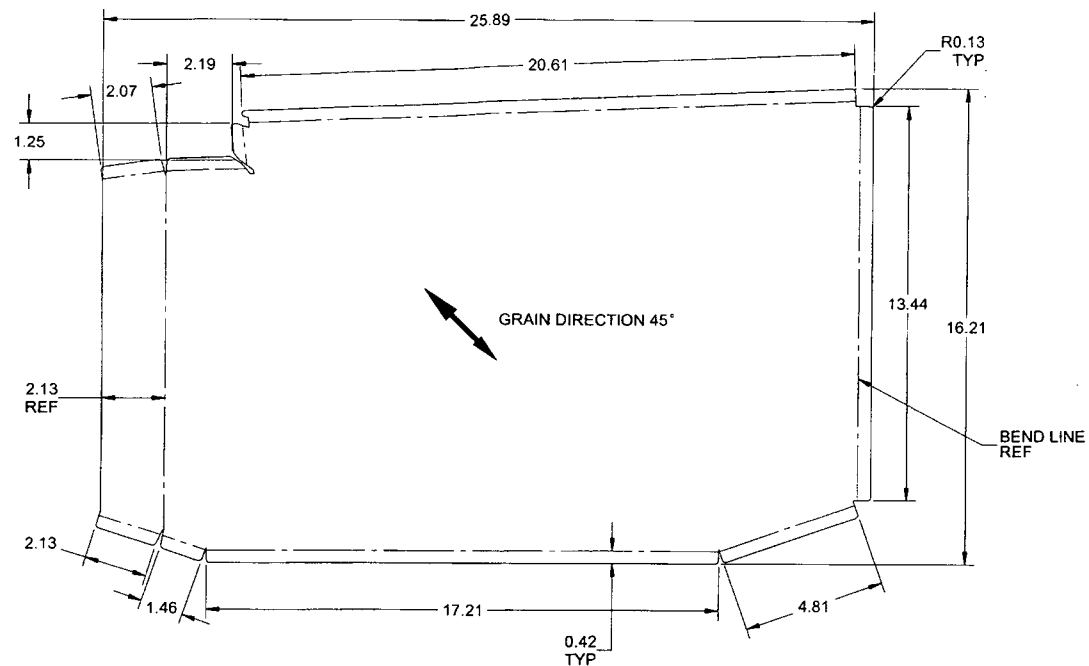 25.89
R0.13
TYP
2.19
20.61
2.07
1.25
GRAIN DIRECTION 45°
13.44
16.21
2.13
REF
BEND LINE
REF
2.13
1.46
17.21
4.81
0.42
TYP